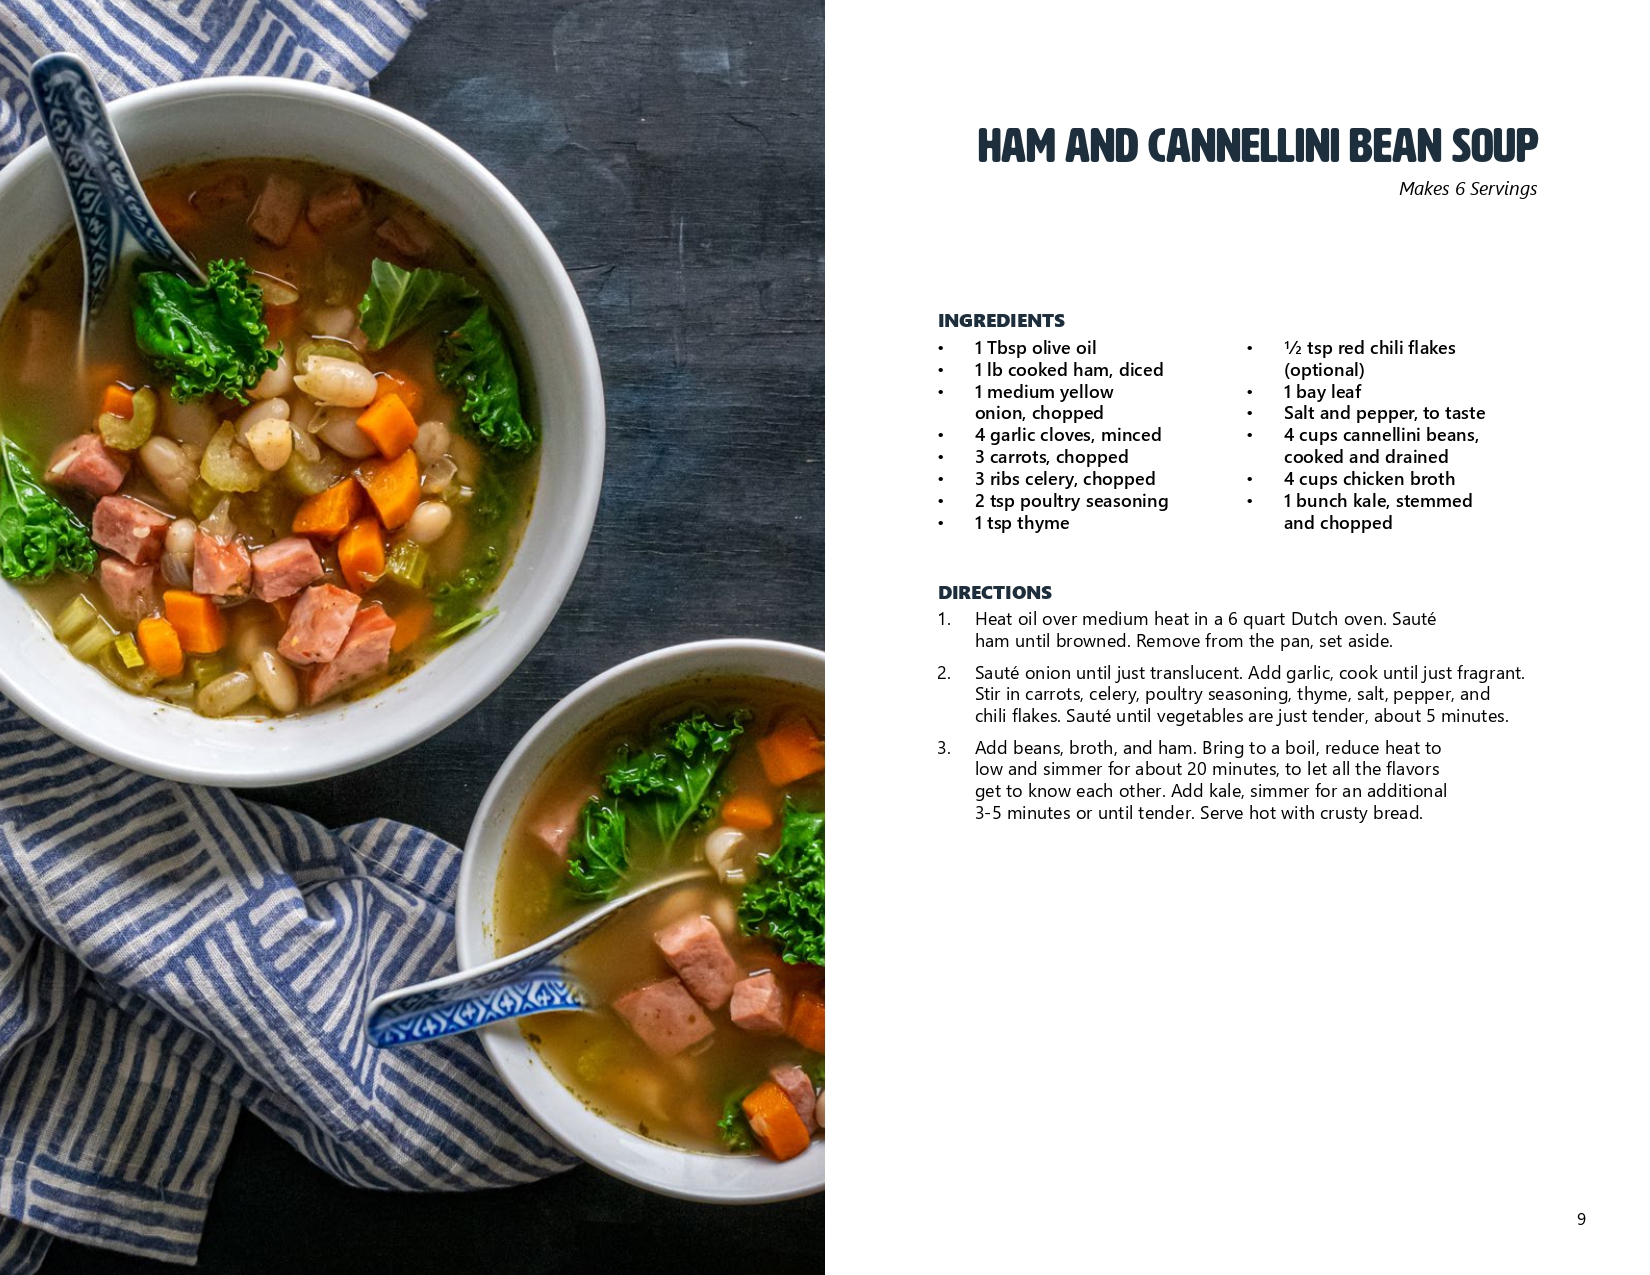 HAM AND CANNELLINI BEAN SOUP
Makes 6 Servings
INGREDIENTS
• 1 Tbsp olive oil
• 1 lb cooked ham, diced
• 1 medium yellow
onion, chopped
• 4 garlic cloves, minced
• 3 carrots, chopped
• 3 ribs celery, chopped
• 2 tsp poultry seasoning
• 1 tsp thyme
• ½ tsp red chili flakes
(optional)
• 1 bay leaf
• Salt and pepper, to taste
• 4 cups cannellini beans,
cooked and drained
• 4 cups chicken broth
• 1 bunch kale, stemmed
and chopped
DIRECTIONS
1. Heat oil over medium heat in a 6 quart Dutch oven. Sauté
ham until browned. Remove from the pan, set aside.
2. Sauté onion until just translucent. Add garlic, cook until just fragrant.
Stir in carrots, celery, poultry seasoning, thyme, salt, pepper, and
chili flakes. Sauté until vegetables are just tender, about 5 minutes.
3. Add beans, broth, and ham. Bring to a boil, reduce heat to
low and simmer for about 20 minutes, to let all the flavors
get to know each other. Add kale, simmer for an additional
3-5 minutes or until tender. Serve hot with crusty bread.
9